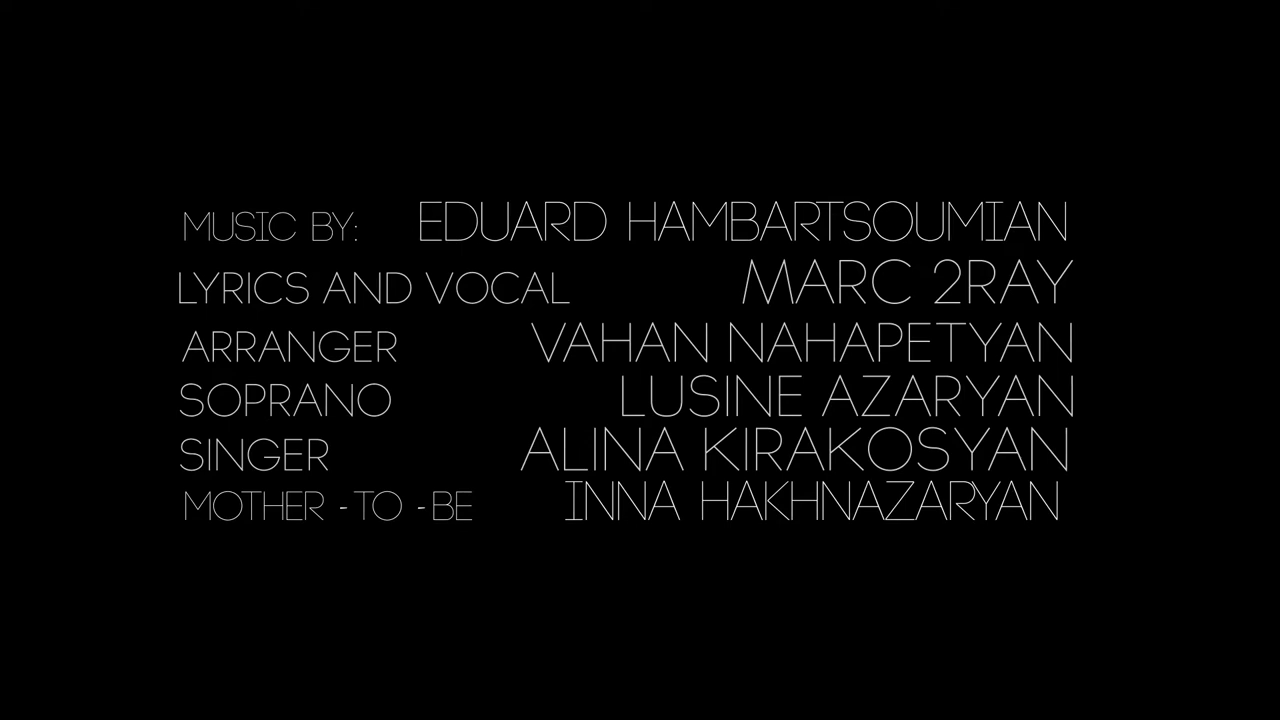 MUSIC BY: EDUARD HAMBARTSOUMIAN
LYRICS AND VOCAL MARC 2RAY
ARRANGER VAHAN NAHAPETYAN
SOPRANO LUSINE AZARYAN
SINGER ALINA KIRAKOSYAN
MOTHER -TO -BE INNA HAKHNAZARYAN